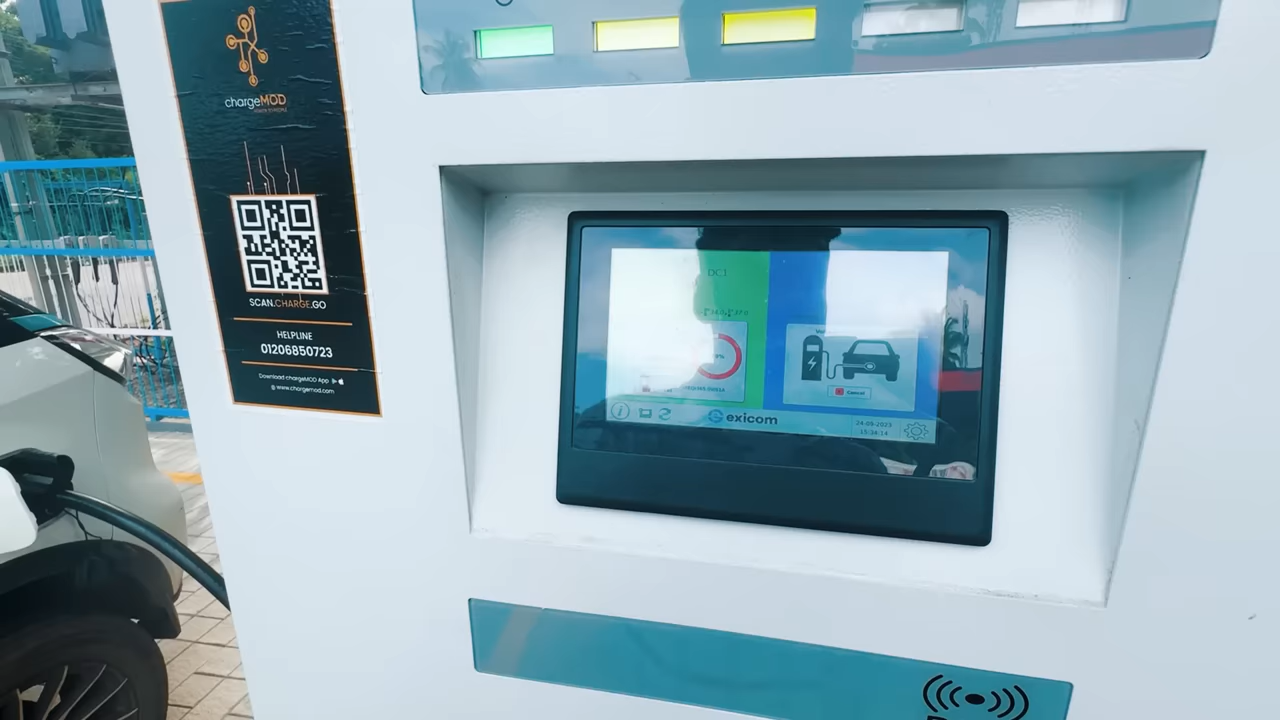 chargeMOD
SCAN.CHARGE.GO
HELPLINE
01206850723
Download chargeMOD App
www.chargemod.com
DC1
Cancel
exicom
24-09-2023
15:34:14